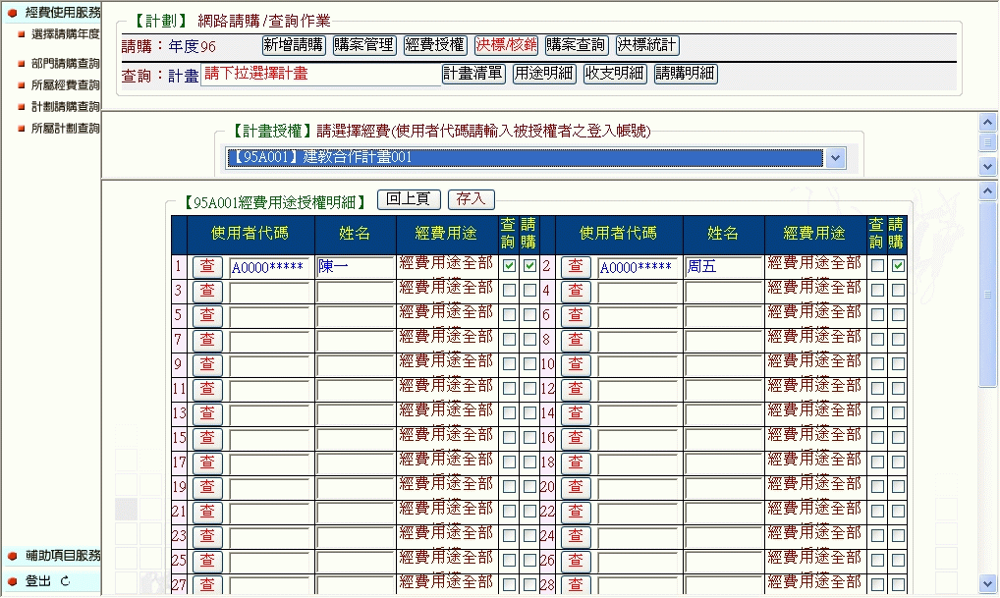 經費使用服務
選擇請購年度
部門請購查詢
所屬經費查詢
計劃請購查詢
所屬計劃查詢
輔助項目服務
登出
【計劃】 網路請購/查詢作業
請購：年度96 新增請購 購案管理 經費授權 決標/核銷 購案查詢 決標統計
查詢：計畫 請下拉選擇計畫 計畫清單 用途明細 收支明細 請購明細
【計畫授權】請選擇經費(使用者代碼請輸入被授權者之登入帳號)
【95A001】建教合作計畫001
【95A001經費用途授權明細】 回上頁 存入
使用者代碼 姓名 經費用途 查詢 請購 使用者代碼 姓名 經費用途 查詢 請購
1 查 A0000***** 陳一 經費用途全部 2 查 A0000***** 周五 經費用途全部
3 查 經費用途全部 4 查 經費用途全部
5 查 經費用途全部 6 查 經費用途全部
7 查 經費用途全部 8 查 經費用途全部
9 查 經費用途全部 10 查 經費用途全部
11 查 經費用途全部 12 查 經費用途全部
13 查 經費用途全部 14 查 經費用途全部
15 查 經費用途全部 16 查 經費用途全部
17 查 經費用途全部 18 查 經費用途全部
19 查 經費用途全部 20 查 經費用途全部
21 查 經費用途全部 22 查 經費用途全部
23 查 經費用途全部 24 查 經費用途全部
25 查 經費用途全部 26 查 經費用途全部
27 查 經費用途全部 28 查 經費用途全部